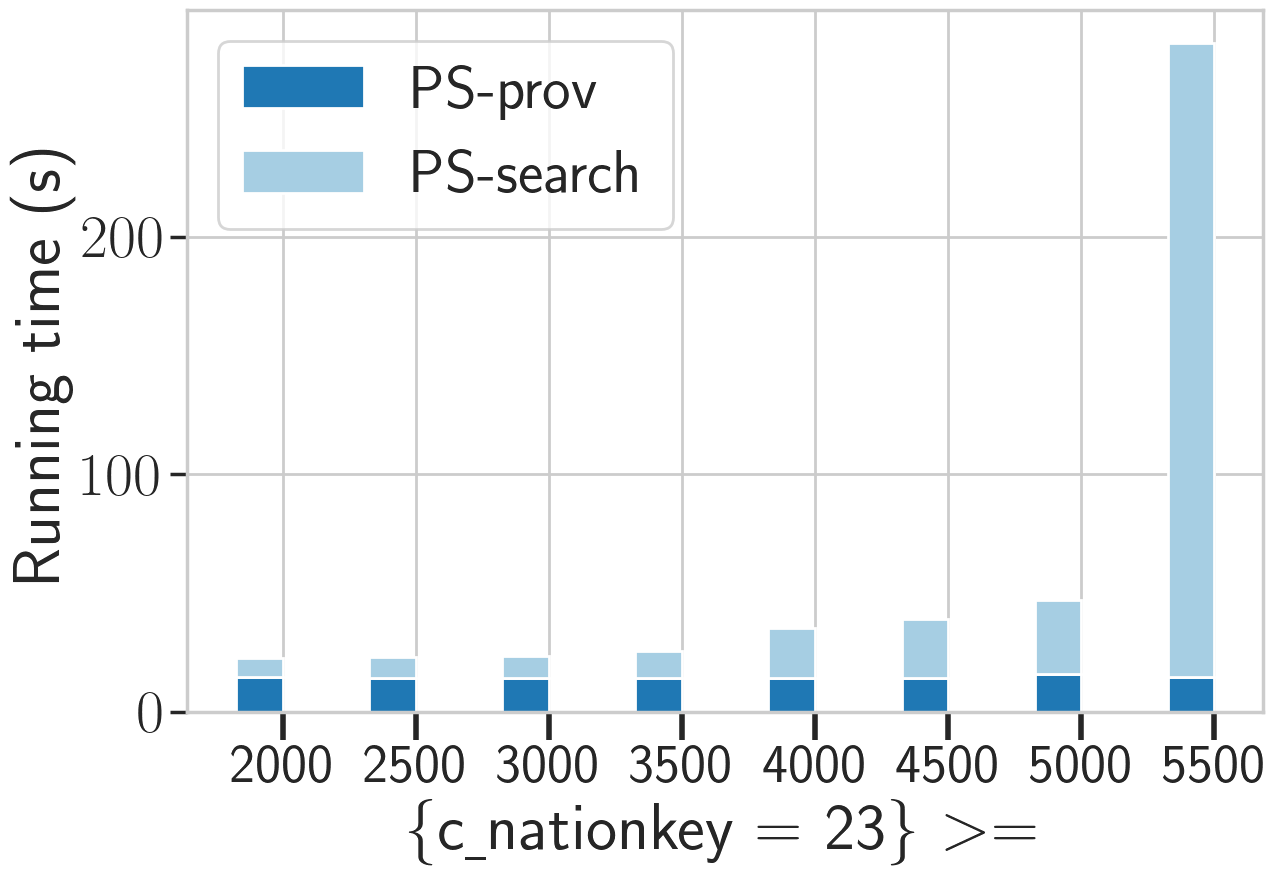 PS-prov
PS-search
Running time (s)
200
100
0
2000 2500 3000 3500 4000 4500 5000 5500
{c_nationkey = 23} >=